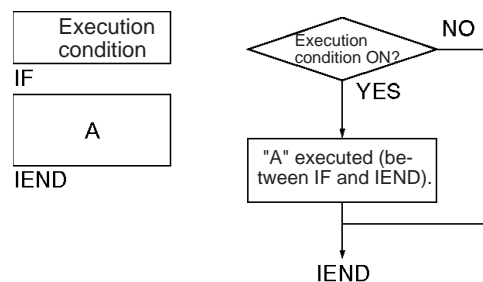 Execution
condition
IF
A
IEND
Execution
condition ON?
NO
YES
"A" executed (be-
tween IF and IEND).
IEND